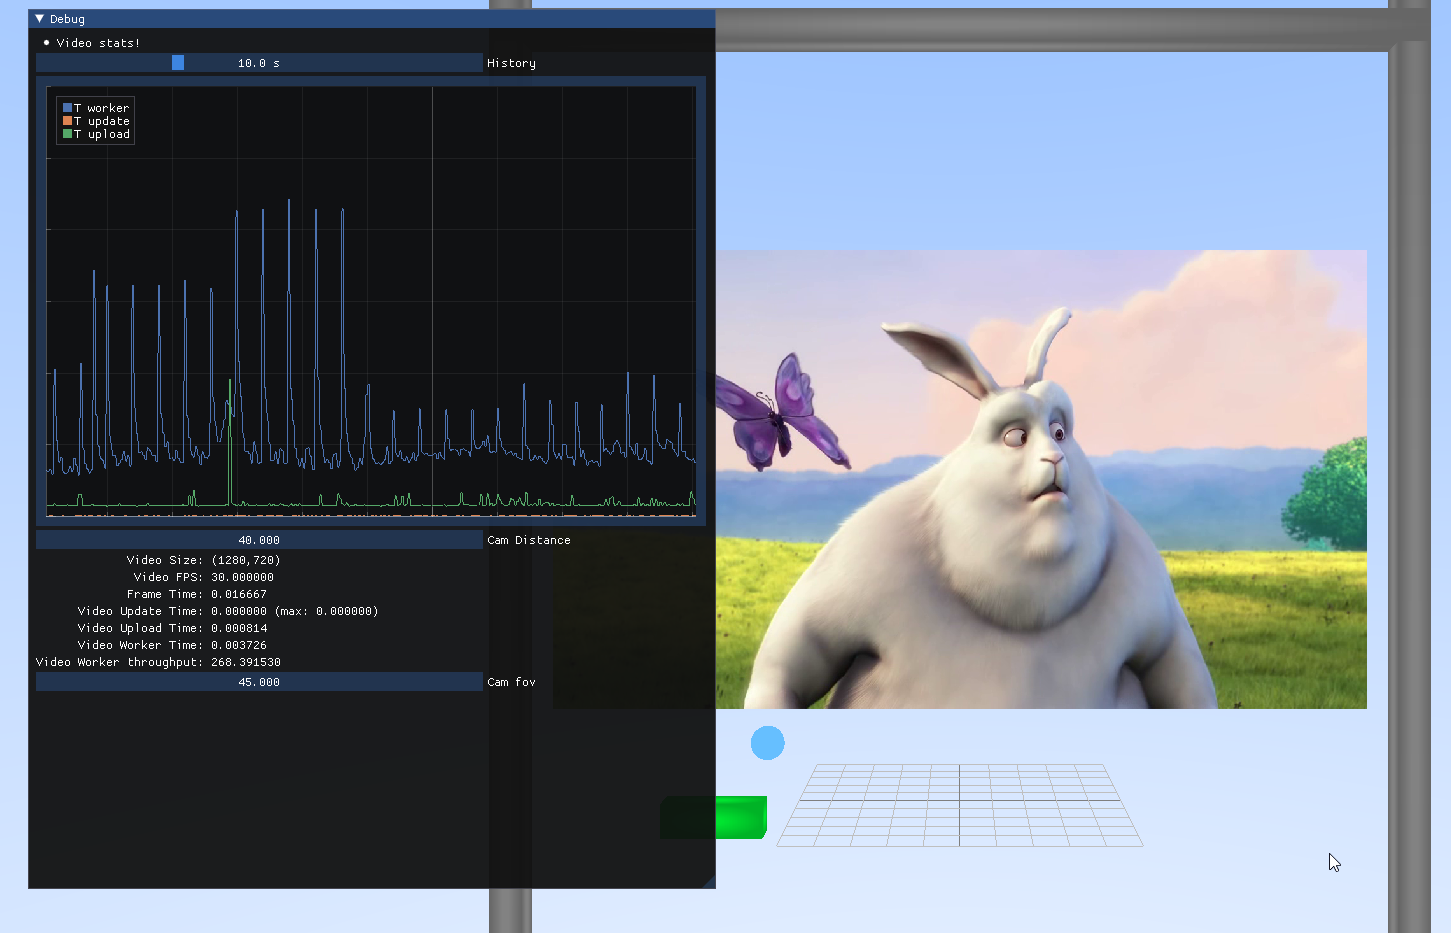 Debug
Video stats!
10.0 s History
T worker
T update
T upload
40.000 Cam Distance
Video Size: (1280,720)
Video FPS: 30.000000
Frame Time: 0.016667
Video Update Time: 0.000000 (max: 0.000000)
Video Upload Time: 0.000814
Video Worker Time: 0.003726
Video Worker throughput: 268.391530
45.000 Cam fov